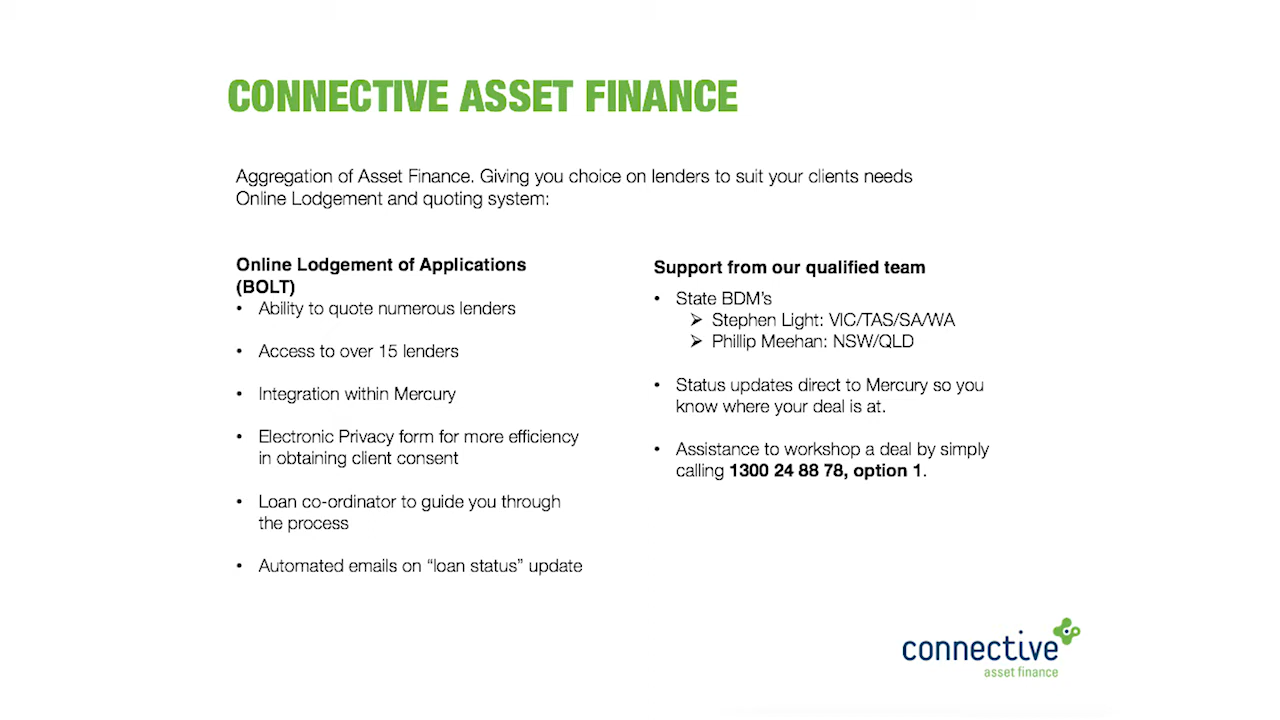 CONNECTIVE ASSET FINANCE
Aggregation of Asset Finance. Giving you choice on lenders to suit your clients needs
Online Lodgement and quoting system:
Online Lodgement of Applications
(BOLT)
• Ability to quote numerous lenders
• Access to over 15 lenders
• Integration within Mercury
• Electronic Privacy form for more efficiency
in obtaining client consent
• Loan co-ordinator to guide you through
the process
• Automated emails on “loan status” update
Support from our qualified team
• State BDM’s
➢ Stephen Light: VIC/TAS/SA/WA
➢ Phillip Meehan: NSW/QLD
• Status updates direct to Mercury so you
know where your deal is at.
• Assistance to workshop a deal by simply
calling 1300 24 88 78, option 1.
connective
asset finance